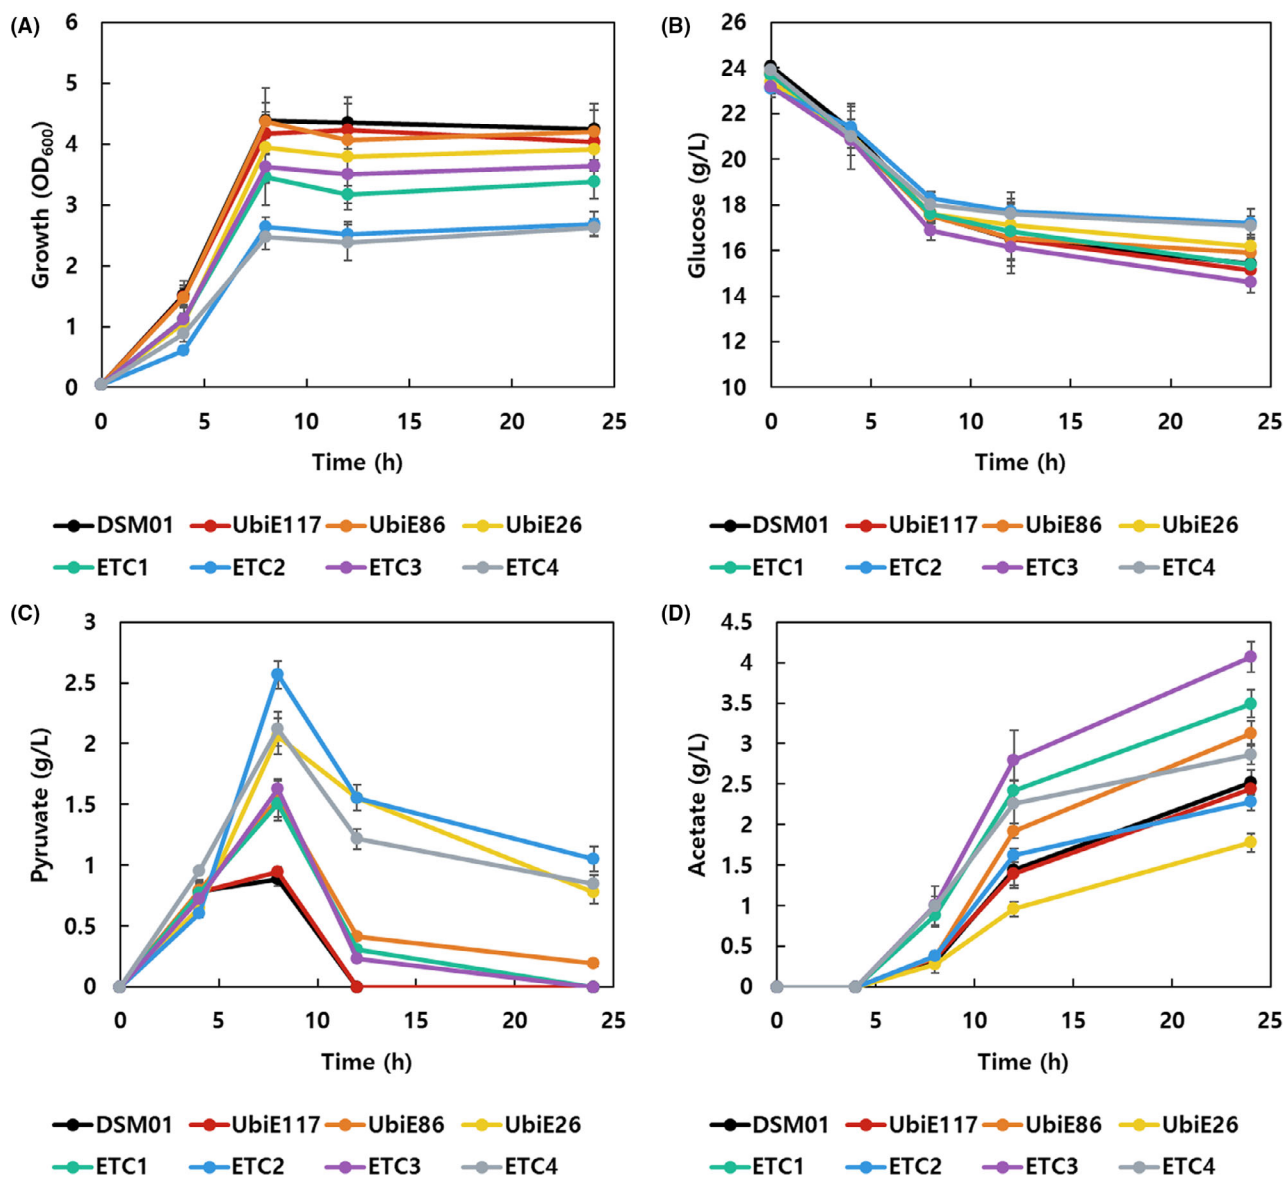 (A)
6
5
4
3
2
1
0
Growth (OD600)
0 5 10 15 20 25
Time (h)
DSM01 UbiE117 UbiE86 UbiE26
ETC1 ETC2 ETC3 ETC4
(B)
26
24
22
20
18
16
14
12
10
Glucose (g/L)
0 5 10 15 20 25
Time (h)
DSM01 UbiE117 UbiE86 UbiE26
ETC1 ETC2 ETC3 ETC4
(C)
3
2.5
2
1.5
1
0.5
0
Pyruvate (g/L)
0 5 10 15 20 25
Time (h)
DSM01 UbiE117 UbiE86 UbiE26
ETC1 ETC2 ETC3 ETC4
(D)
4.5
4
3.5
3
2.5
2
1.5
1
0.5
0
Acetate (g/L)
0 5 10 15 20 25
Time (h)
DSM01 UbiE117 UbiE86 UbiE26
ETC1 ETC2 ETC3 ETC4